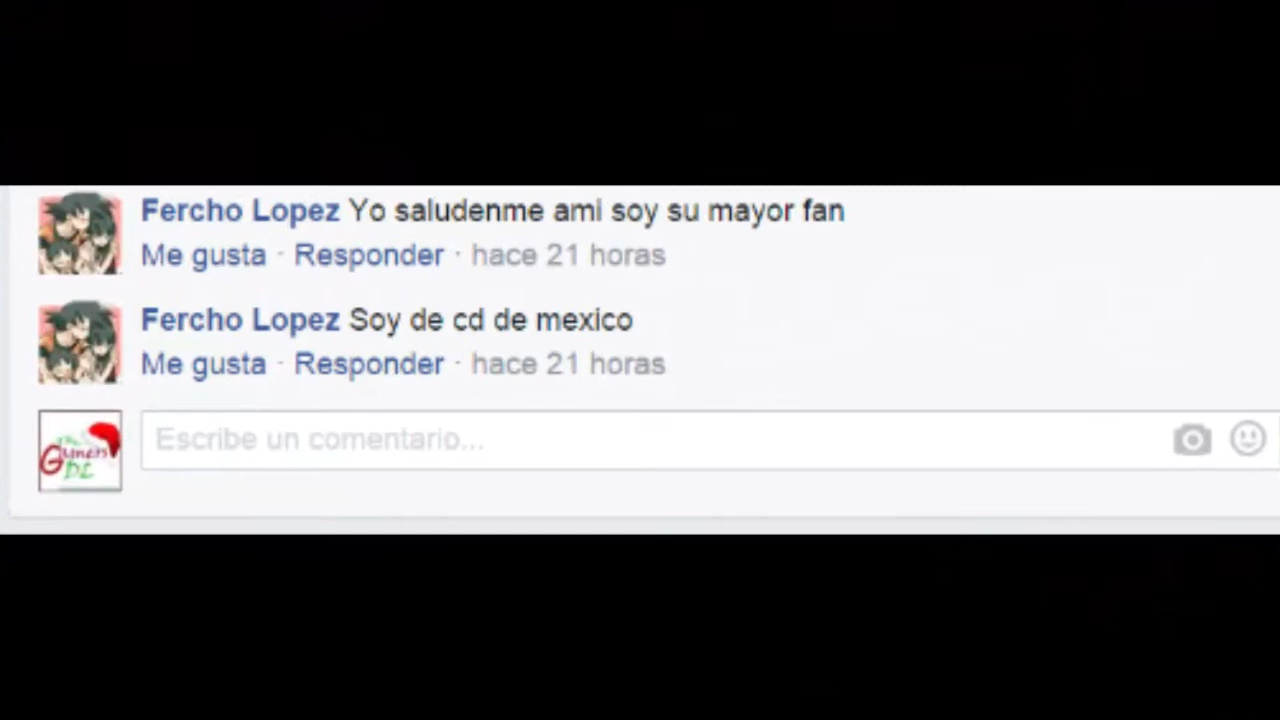 Fercho Lopez Yo saludenme ami soy su mayor fan
Me gusta · Responder · hace 21 horas
Fercho Lopez Soy de cd de mexico
Me gusta · Responder · hace 21 horas
Escribe un comentario...